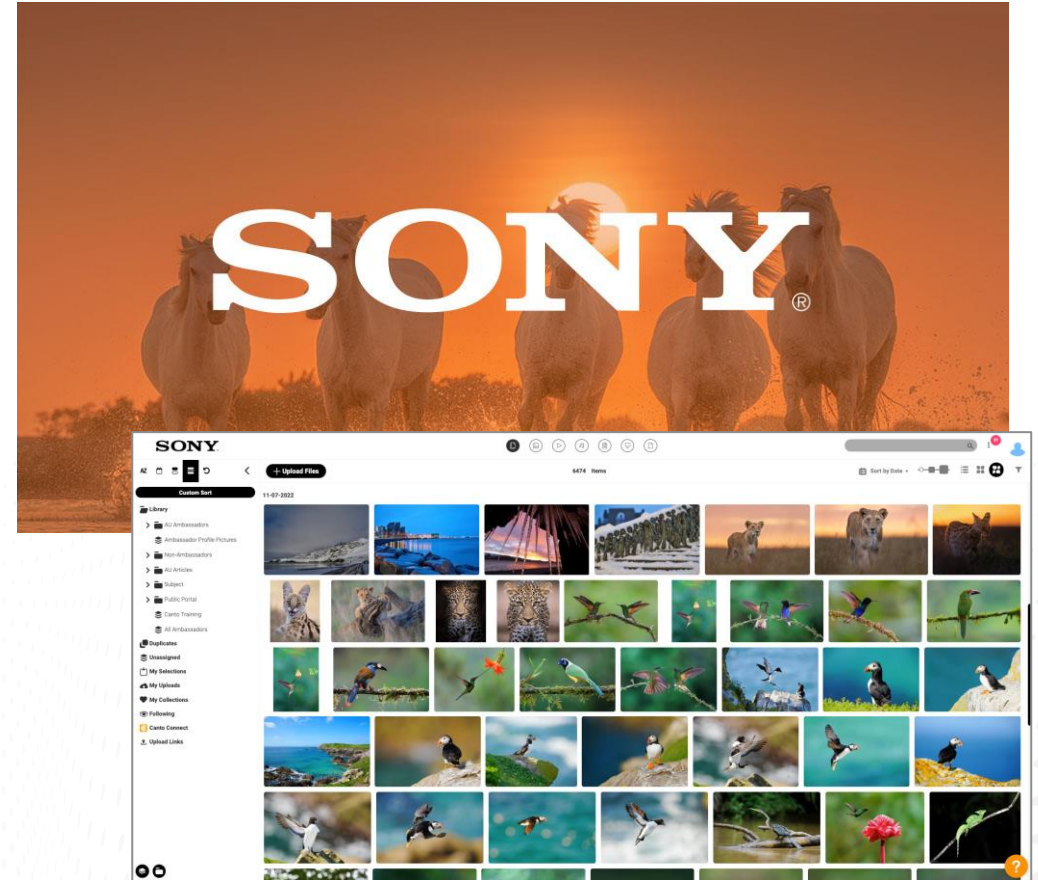 SONY®
SONY
AZ
+ Upload Files
6474 Items
Sort by Date
Custom Sort
11-07-2022
Library
AU Ambassadors
Ambassador Profile Pictures
Non-Ambassadors
AU Articles
Subject
Public Portal
Canto Training
All Ambassadors
Duplicates
Unassigned
My Selections
My Uploads
My Collections
Following
Canto Connect
Upload Links
?